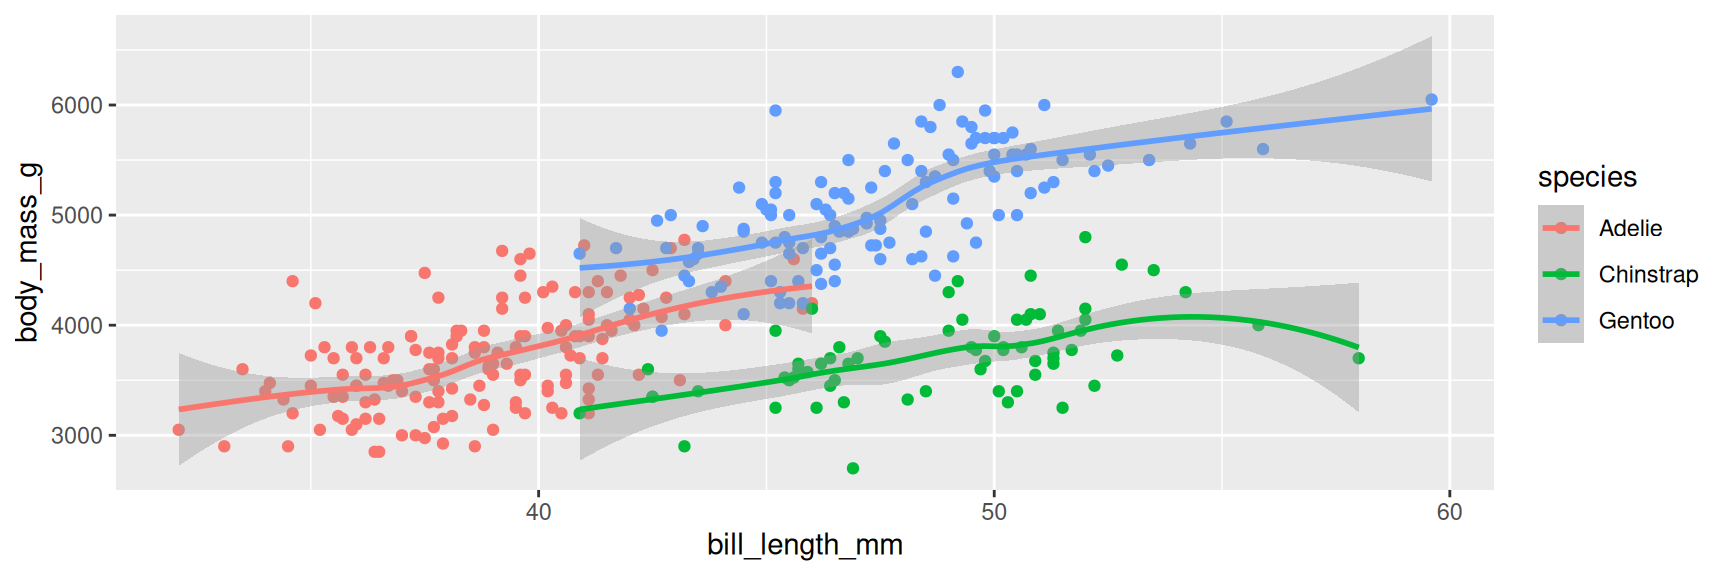 body_mass_g
6000
5000
4000
3000
40
50
60
bill_length_mm
species
Adelie
Chinstrap
Gentoo